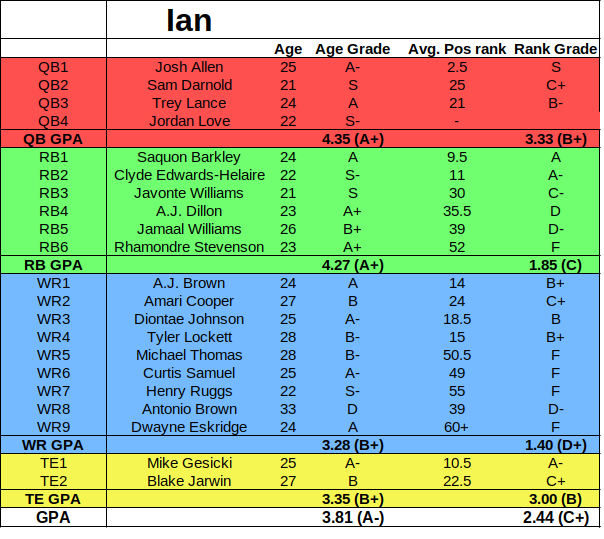 Ian
Age Age Grade Avg. Pos rank Rank Grade
QB1 Josh Allen 25 A- 2.5 S
QB2 Sam Darnold 21 S 25 C+
QB3 Trey Lance 24 A 21 B-
QB4 Jordan Love 22 S- -
QB GPA 4.35 (A+) 3.33 (B+)
RB1 Saquon Barkley 24 A 9.5 A
RB2 Clyde Edwards-Helaire 22 S- 11 A-
RB3 Javonte Williams 21 S 30 C-
RB4 A.J. Dillon 23 A+ 35.5 D
RB5 Jamaal Williams 26 B+ 39 D-
RB6 Rhamondre Stevenson 23 A+ 52 F
RB GPA 4.27 (A+) 1.85 (C)
WR1 A.J. Brown 24 A 14 B+
WR2 Amari Cooper 27 B 24 C+
WR3 Diontae Johnson 25 A- 18.5 B
WR4 Tyler Lockett 28 B- 15 B+
WR5 Michael Thomas 28 B- 50.5 F
WR6 Curtis Samuel 25 A- 49 F
WR7 Henry Ruggs 22 S- 55 F
WR8 Antonio Brown 33 D 39 D-
WR9 Dwayne Eskridge 24 A 60+ F
WR GPA 3.28 (B+) 1.40 (D+)
TE1 Mike Gesicki 25 A- 10.5 A-
TE2 Blake Jarwin 27 B 22.5 C+
TE GPA 3.35 (B+) 3.00 (B)
GPA 3.81 (A-) 2.44 (C+)